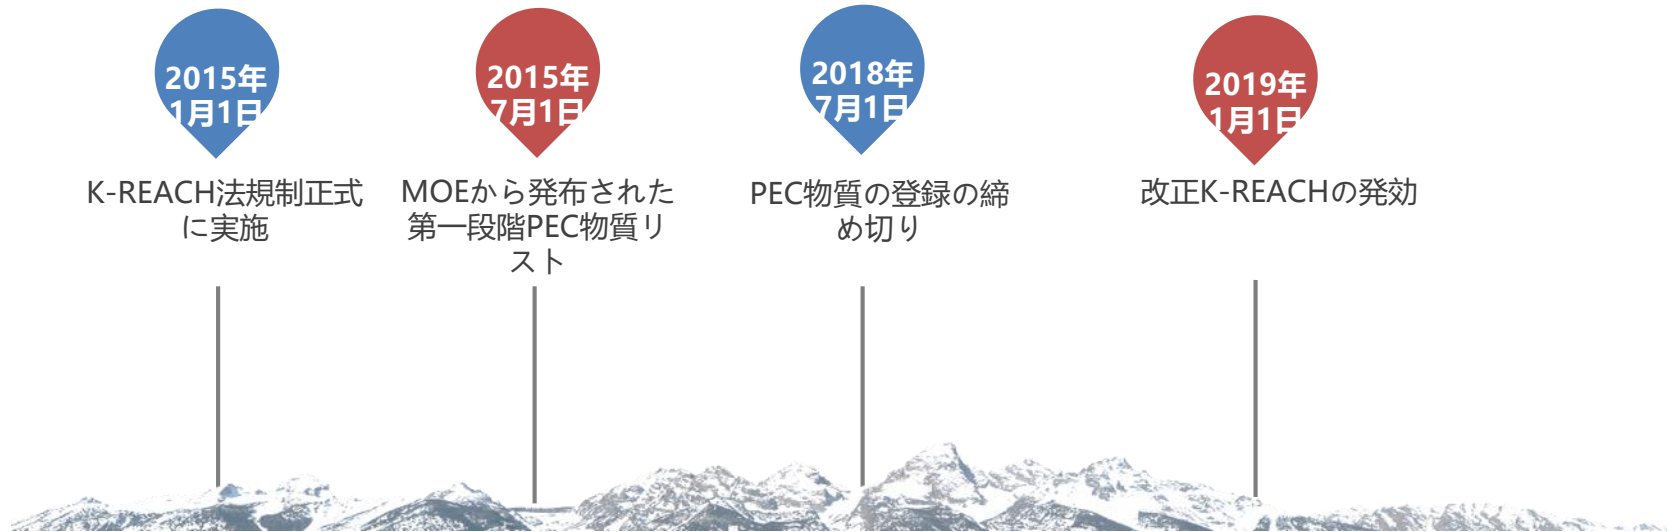 2015年
1月1日
K-REACH法規制正式
に実施
2015年
7月1日
MOEから発布された
第一段階PEC物質リ
スト
2018年
7月1日
PEC物質の登録の締
め切り
2019年
1月1日
改正K-REACHの発効